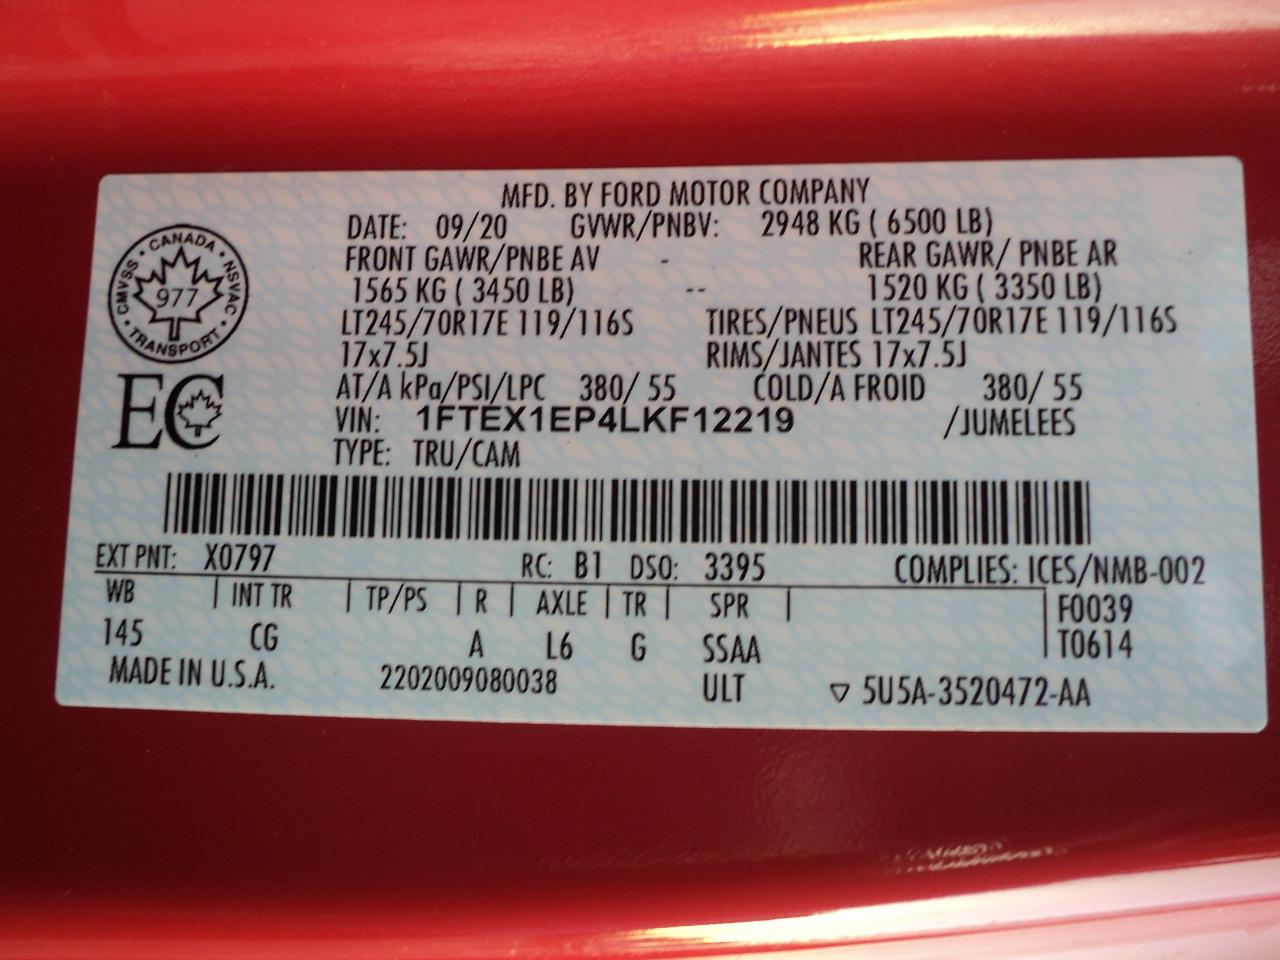 MFD. BY FORD MOTOR COMPANY
DATE: 09/20 GVWR/PNBV: 2948 KG ( 6500 LB)
FRONT GAWR/PNBE AV - REAR GAWR/ PNBE AR
1565 KG ( 3450 LB) -- 1520 KG ( 3350 LB)
LT245/70R17E 119/116S TIRES/PNEUS LT245/70R17E 119/116S
17x7.5J RIMS/JANTES 17x7.5J
AT/A kPa/PSI/LPC 380/ 55 COLD/A FROID 380/ 55
VIN: 1FTEX1EP4LKF12219 /JUMELEES
TYPE: TRU/CAM
CANADA
CMVSS 977 NSVAC
TRANSPORT
EC
EXT PNT: X0797 RC: B1 DSO: 3395 COMPLIES: ICES/NMB-002
WB | INT TR | TP/PS | R | AXLE | TR | SPR | F0039
145 CG A L6 G SSAA T0614
MADE IN U.S.A. 2202009080038 ULT ▽ 5U5A-3520472-AA